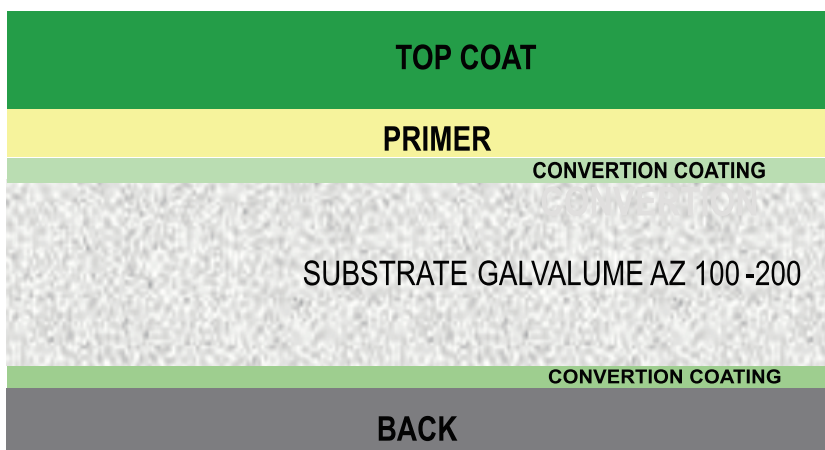 TOP COAT
PRIMER
CONVERTION COATING
SUBSTRATE GALVALUME AZ 100 -200
CONVERTION COATING
BACK